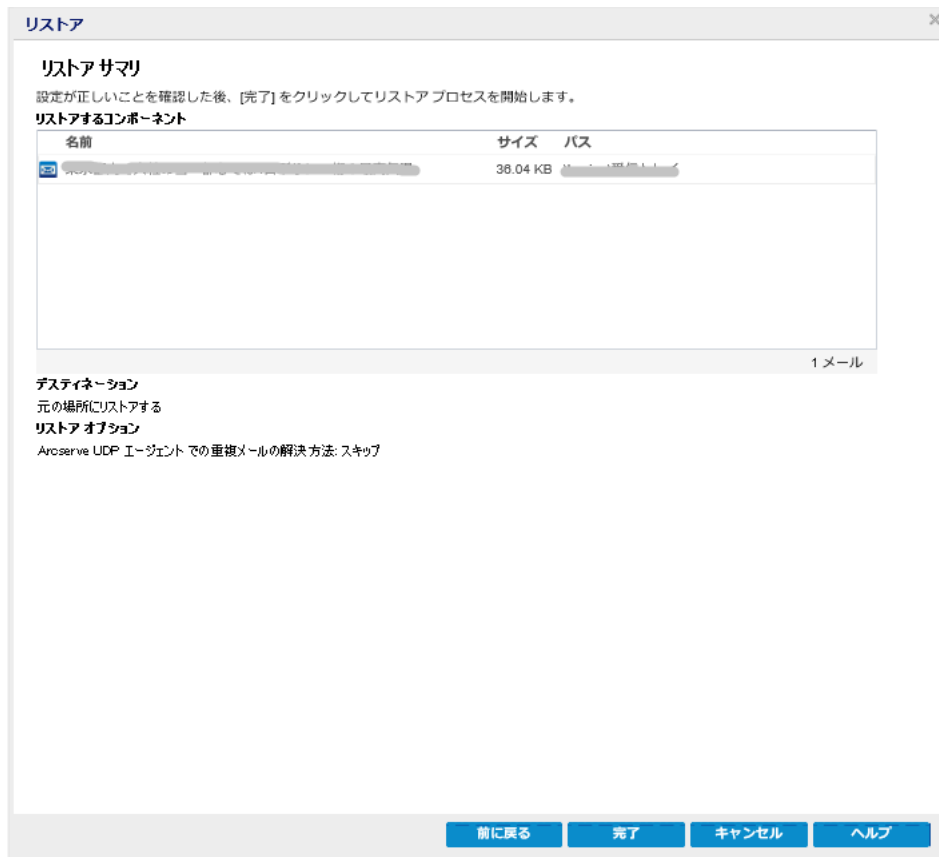 リストア
リストア サマリ
設定が正しいことを確認した後、[完了] をクリックしてリストア プロセスを開始します。
リストアするコンポーネント
名前 サイズ パス
36.04 KB
1 メール
デスティネーション
元の場所にリストアする
リストア オプション
Arcserve UDP エージェント での重複メールの解決方法: スキップ
前に戻る 完了 キャンセル ヘルプ